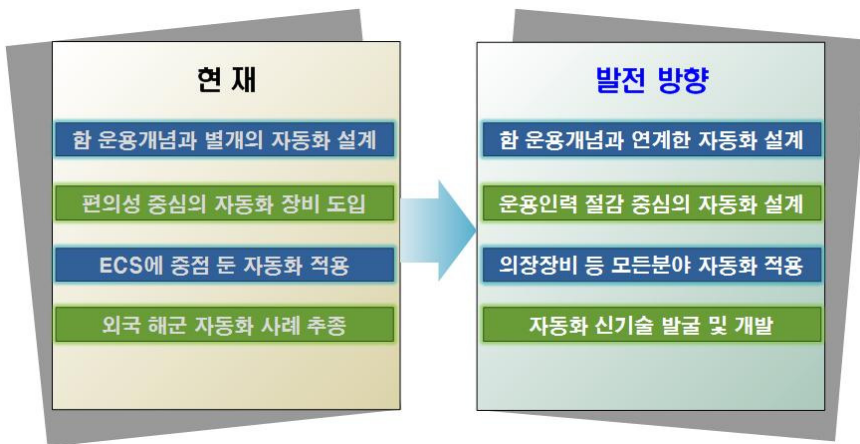 현 재
함 운용개념과 별개의 자동화 설계
편의성 중심의 자동화 장비 도입
ECS에 중점 둔 자동화 적용
외국 해군 자동화 사례 추종
발전 방향
함 운용개념과 연계한 자동화 설계
운용인력 절감 중심의 자동화 설계
의장장비 등 모든분야 자동화 적용
자동화 신기술 발굴 및 개발